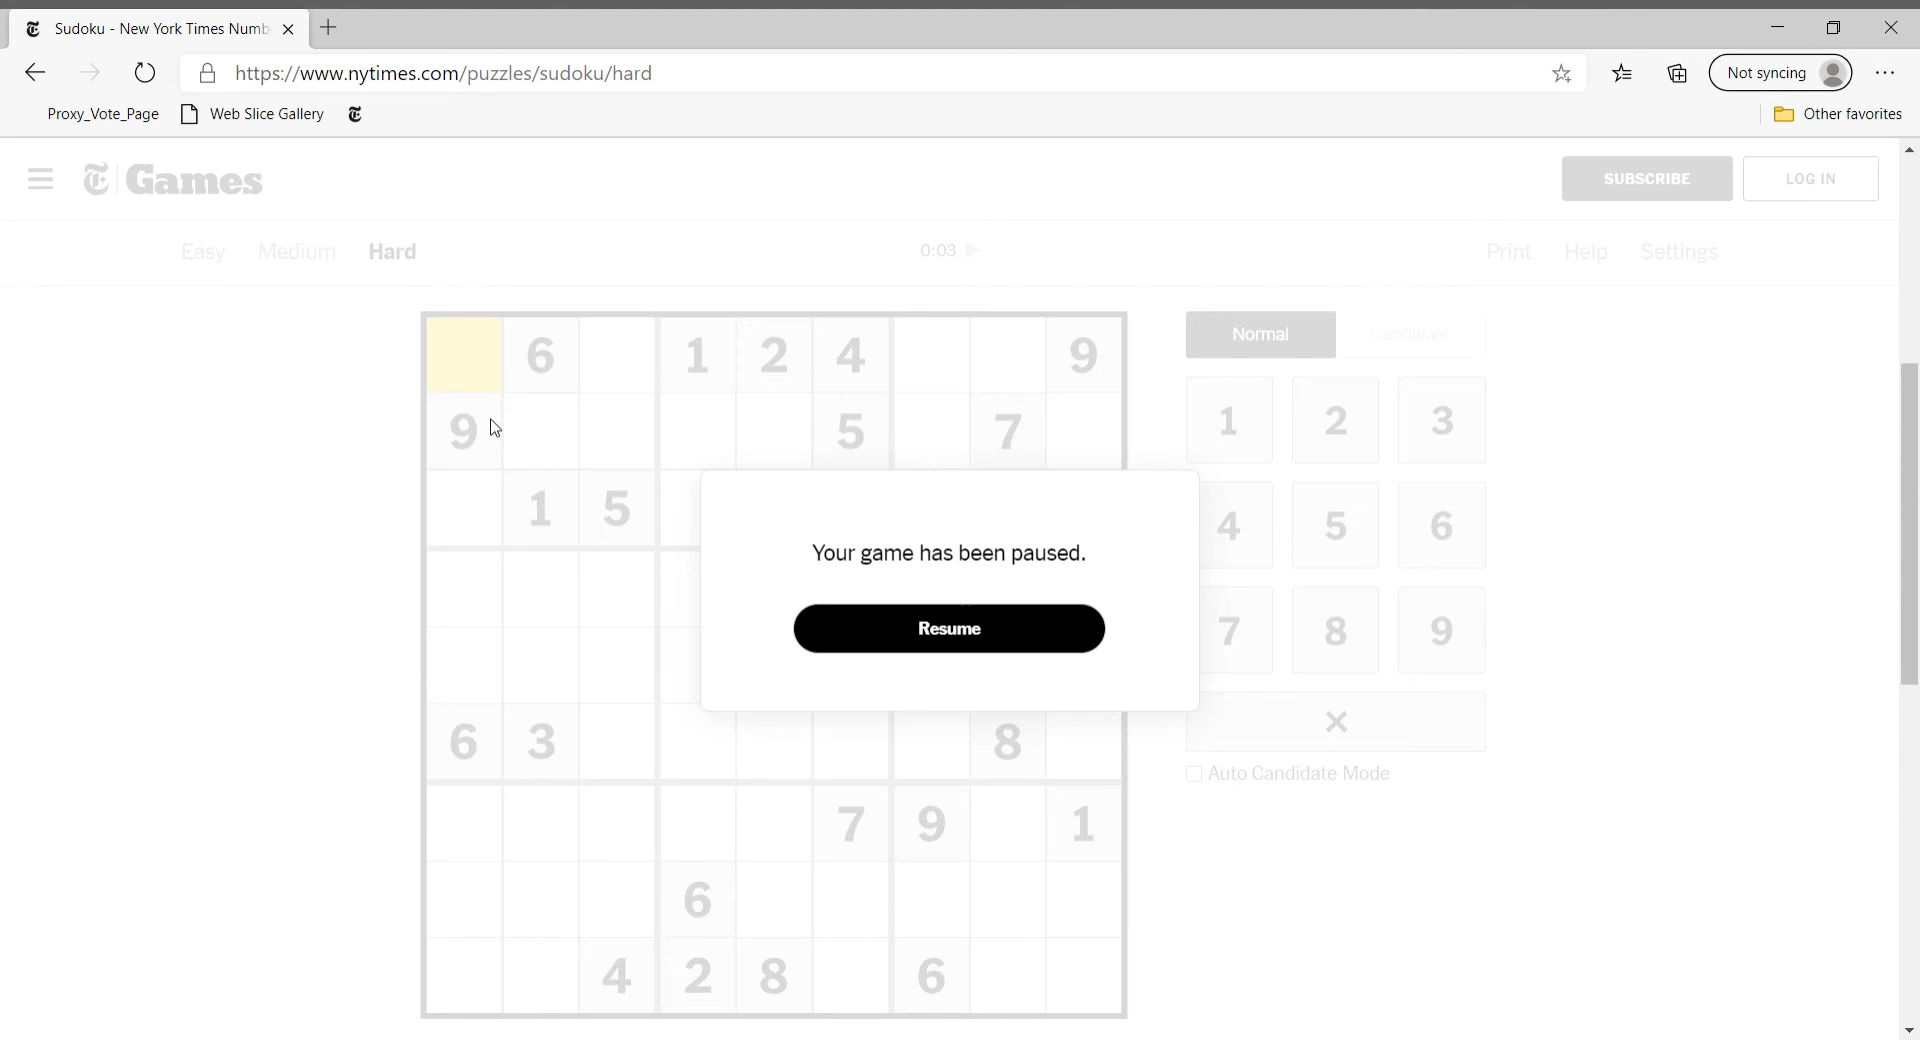 Sudoku - New York Times Numb
https://www.nytimes.com/puzzles/sudoku/hard
Not syncing
Proxy_Vote_Page
Web Slice Gallery
Other favorites
Games
SUBSCRIBE
LOG IN
Easy
Medium
Hard
0:03
Print
Help
Settings
6 1 2 4 9
9 5 7
1 5
6 3 8
7 9 1
6
4 2 8 6
Your game has been paused.
Resume
Normal
Candidate
1 2 3
4 5 6
7 8 9
Auto Candidate Mode